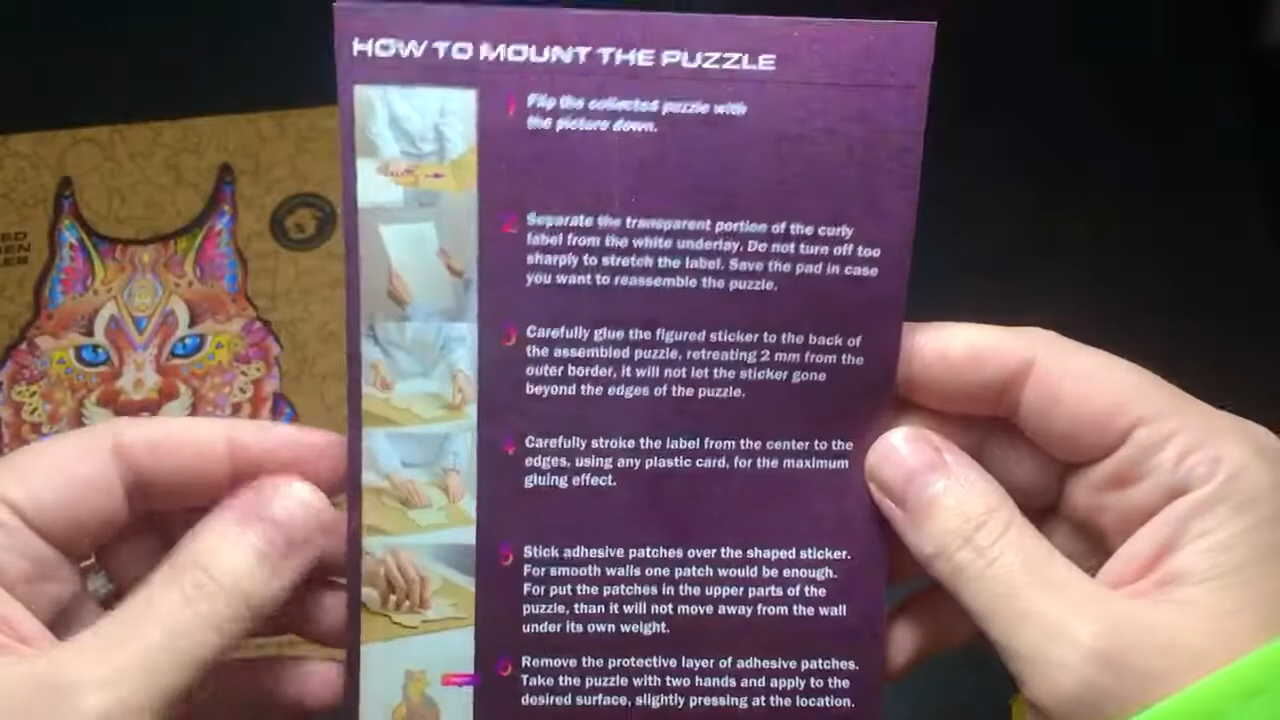 HOW TO MOUNT THE PUZZLE
1 Flip the collected puzzle with
the picture down.
2 Separate the transparent portion of the curly
label from the white underlay. Do not turn off too
sharply to stretch the label. Save the pad in case
you want to reassemble the puzzle.
3 Carefully glue the figured sticker to the back of
the assembled puzzle, retreating 2 mm from the
outer border, it will not let the sticker gone
beyond the edges of the puzzle.
4 Carefully stroke the label from the center to the
edges, using any plastic card, for the maximum
gluing effect.
5 Stick adhesive patches over the shaped sticker.
For smooth walls one patch would be enough.
For put the patches in the upper parts of the
puzzle, than it will not move away from the wall
under its own weight.
6 Remove the protective layer of adhesive patches.
Take the puzzle with two hands and apply to the
desired surface, slightly pressing at the location.